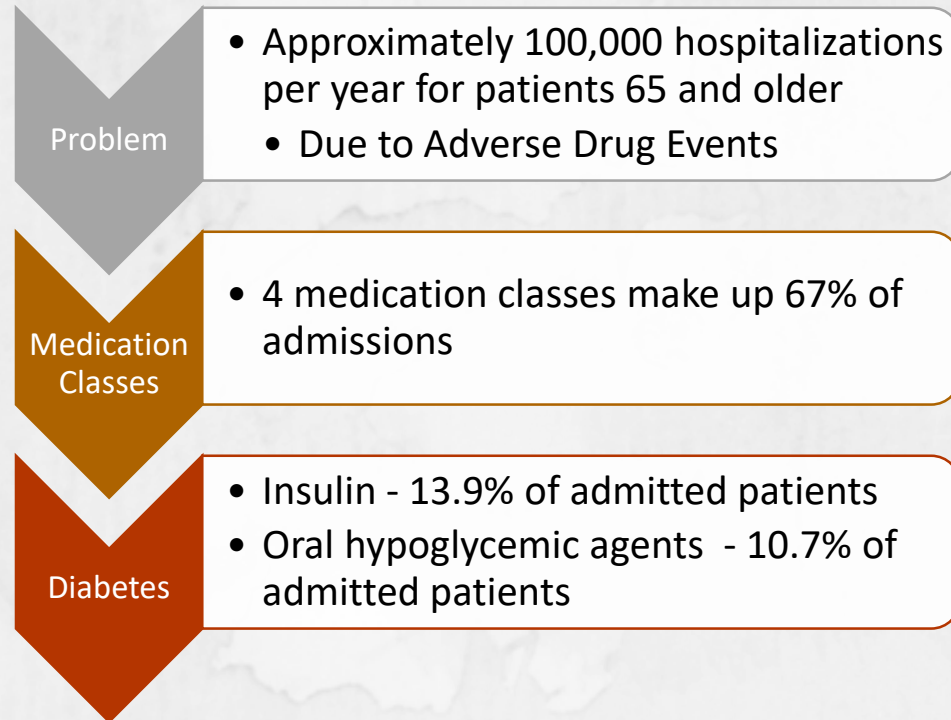 Problem
• Approximately 100,000 hospitalizations
per year for patients 65 and older
• Due to Adverse Drug Events
Medication
Classes
• 4 medication classes make up 67% of
admissions
Diabetes
• Insulin - 13.9% of admitted patients
• Oral hypoglycemic agents - 10.7% of
admitted patients